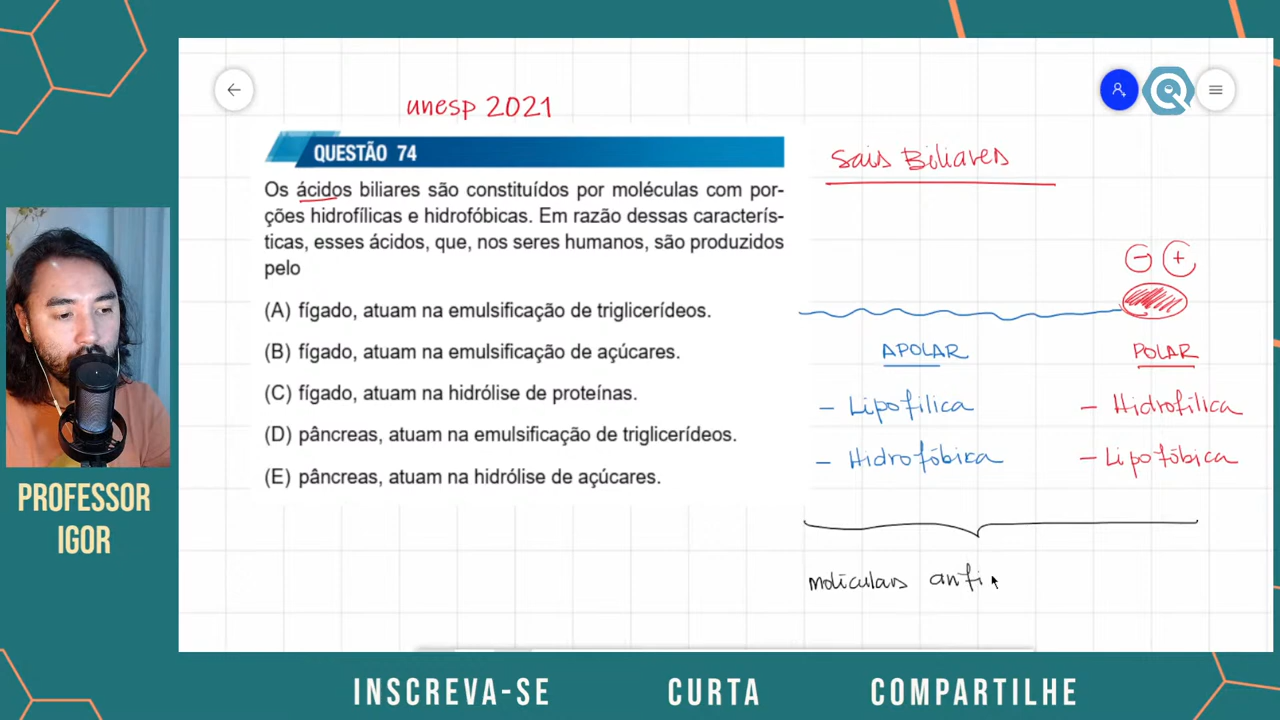 unesp 2021
QUESTÃO 74
Os ácidos biliares são constituídos por moléculas com por-
ções hidrofílicas e hidrofóbicas. Em razão dessas caracterís-
ticas, esses ácidos, que, nos seres humanos, são produzidos
pelo
(A) fígado, atuam na emulsificação de triglicerídeos.
(B) fígado, atuam na emulsificação de açúcares.
(C) fígado, atuam na hidrólise de proteínas.
(D) pâncreas, atuam na emulsificação de triglicerídeos.
(E) pâncreas, atuam na hidrólise de açúcares.
Sais Biliares
- +
APOLAR
POLAR
- Lipofílica
- Hidrofílica
- Hidrofóbica
- Lipofóbica
moléculas anfi
PROFESSOR
IGOR
INSCREVA-SE CURTA COMPARTILHE